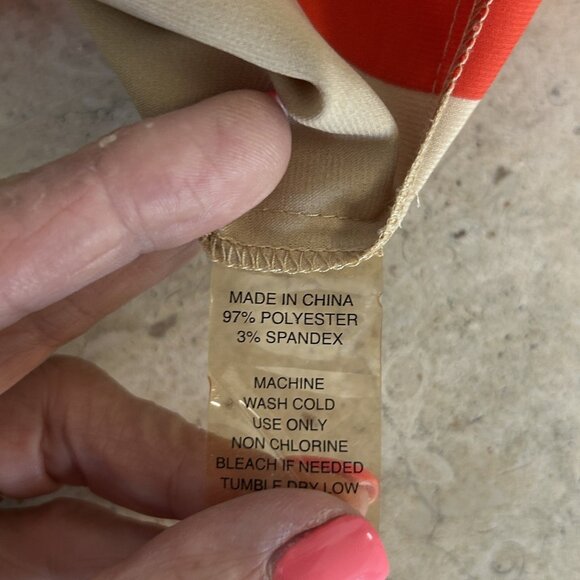 MADE IN CHINA
97% POLYESTER
3% SPANDEX
MACHINE
WASH COLD
USE ONLY
NON CHLORINE
BLEACH IF NEEDED
TUMBLE DRY LOW